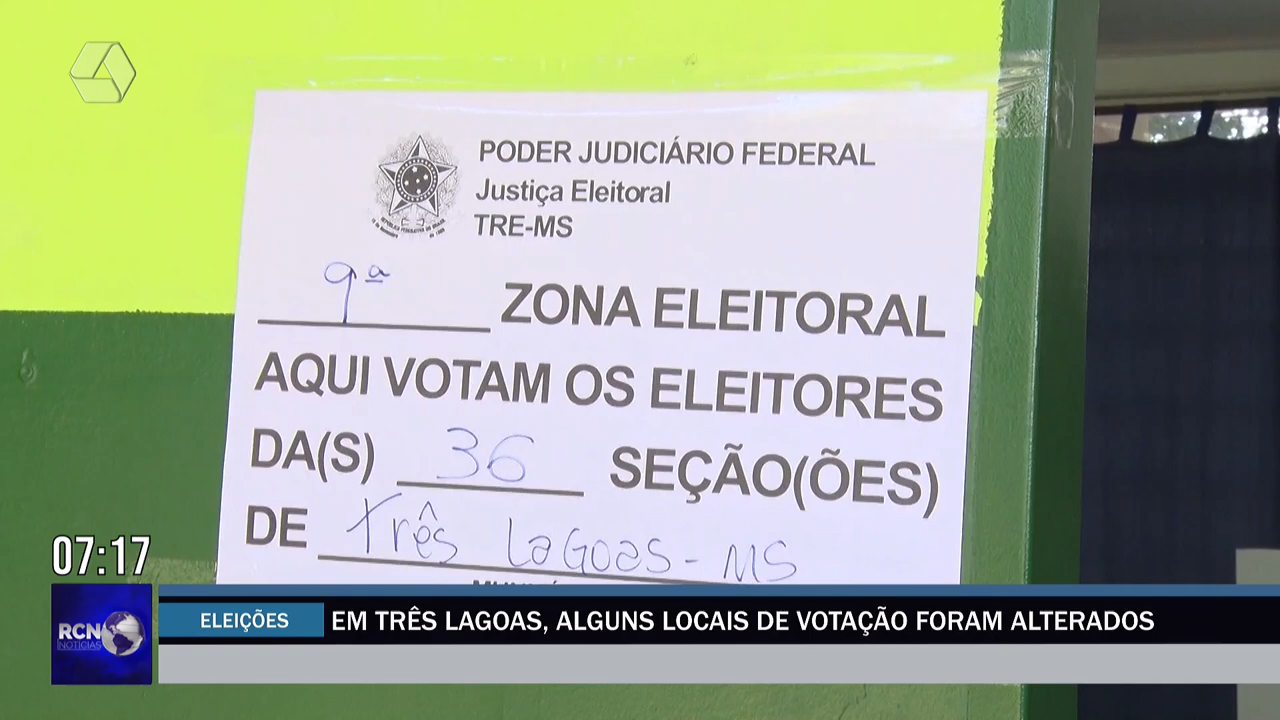 PODER JUDICIÁRIO FEDERAL
Justiça Eleitoral
TRE-MS
9ª ZONA ELEITORAL
AQUI VOTAM OS ELEITORES
DA(S) 36 SEÇÃO(ÕES)
DE Três Lagoas - MS
07:17
RCN
NOTÍCIAS
ELEIÇÕES
EM TRÊS LAGOAS, ALGUNS LOCAIS DE VOTAÇÃO FORAM ALTERADOS